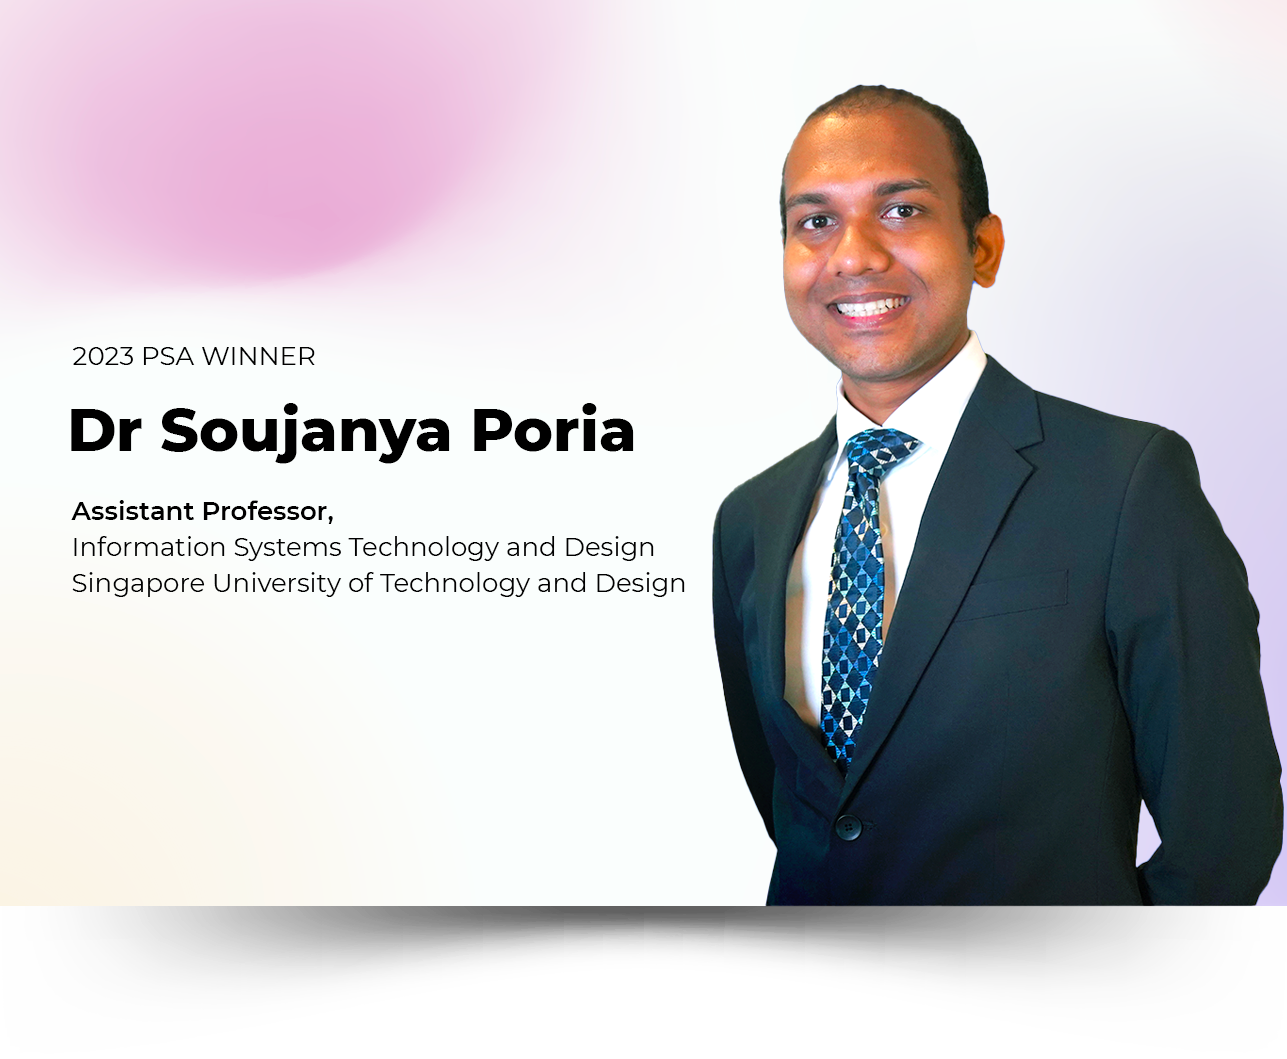 2023 PSA WINNER
Dr Soujanya Poria
Assistant Professor,
Information Systems Technology and Design
Singapore University of Technology and Design